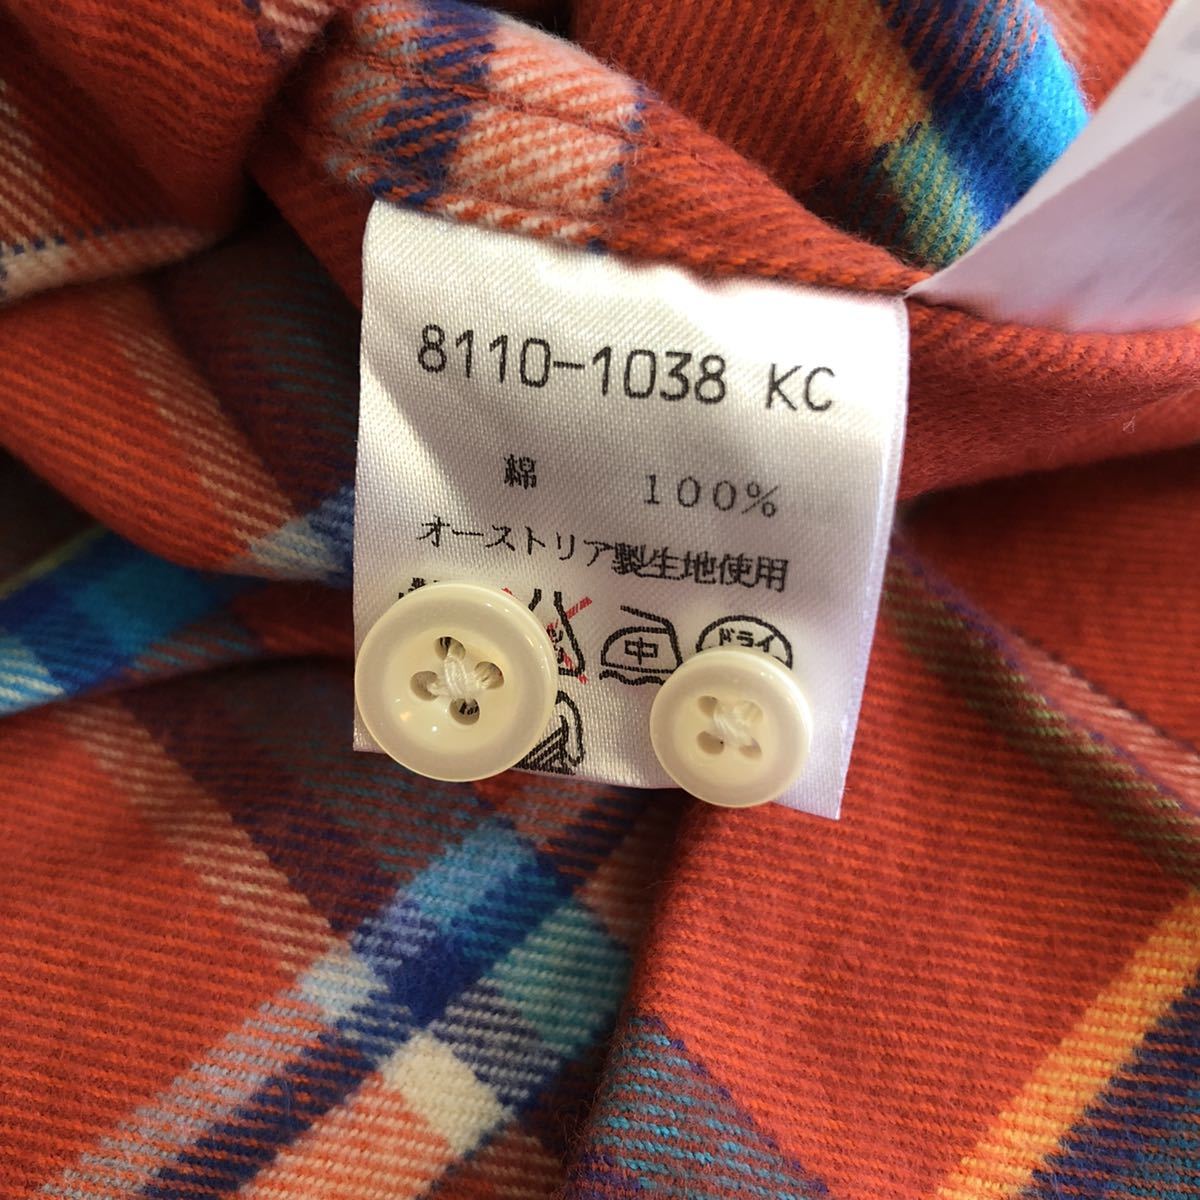 8110-1038 KC
綿 100%
オーストリア製生地使用
中 ドライ